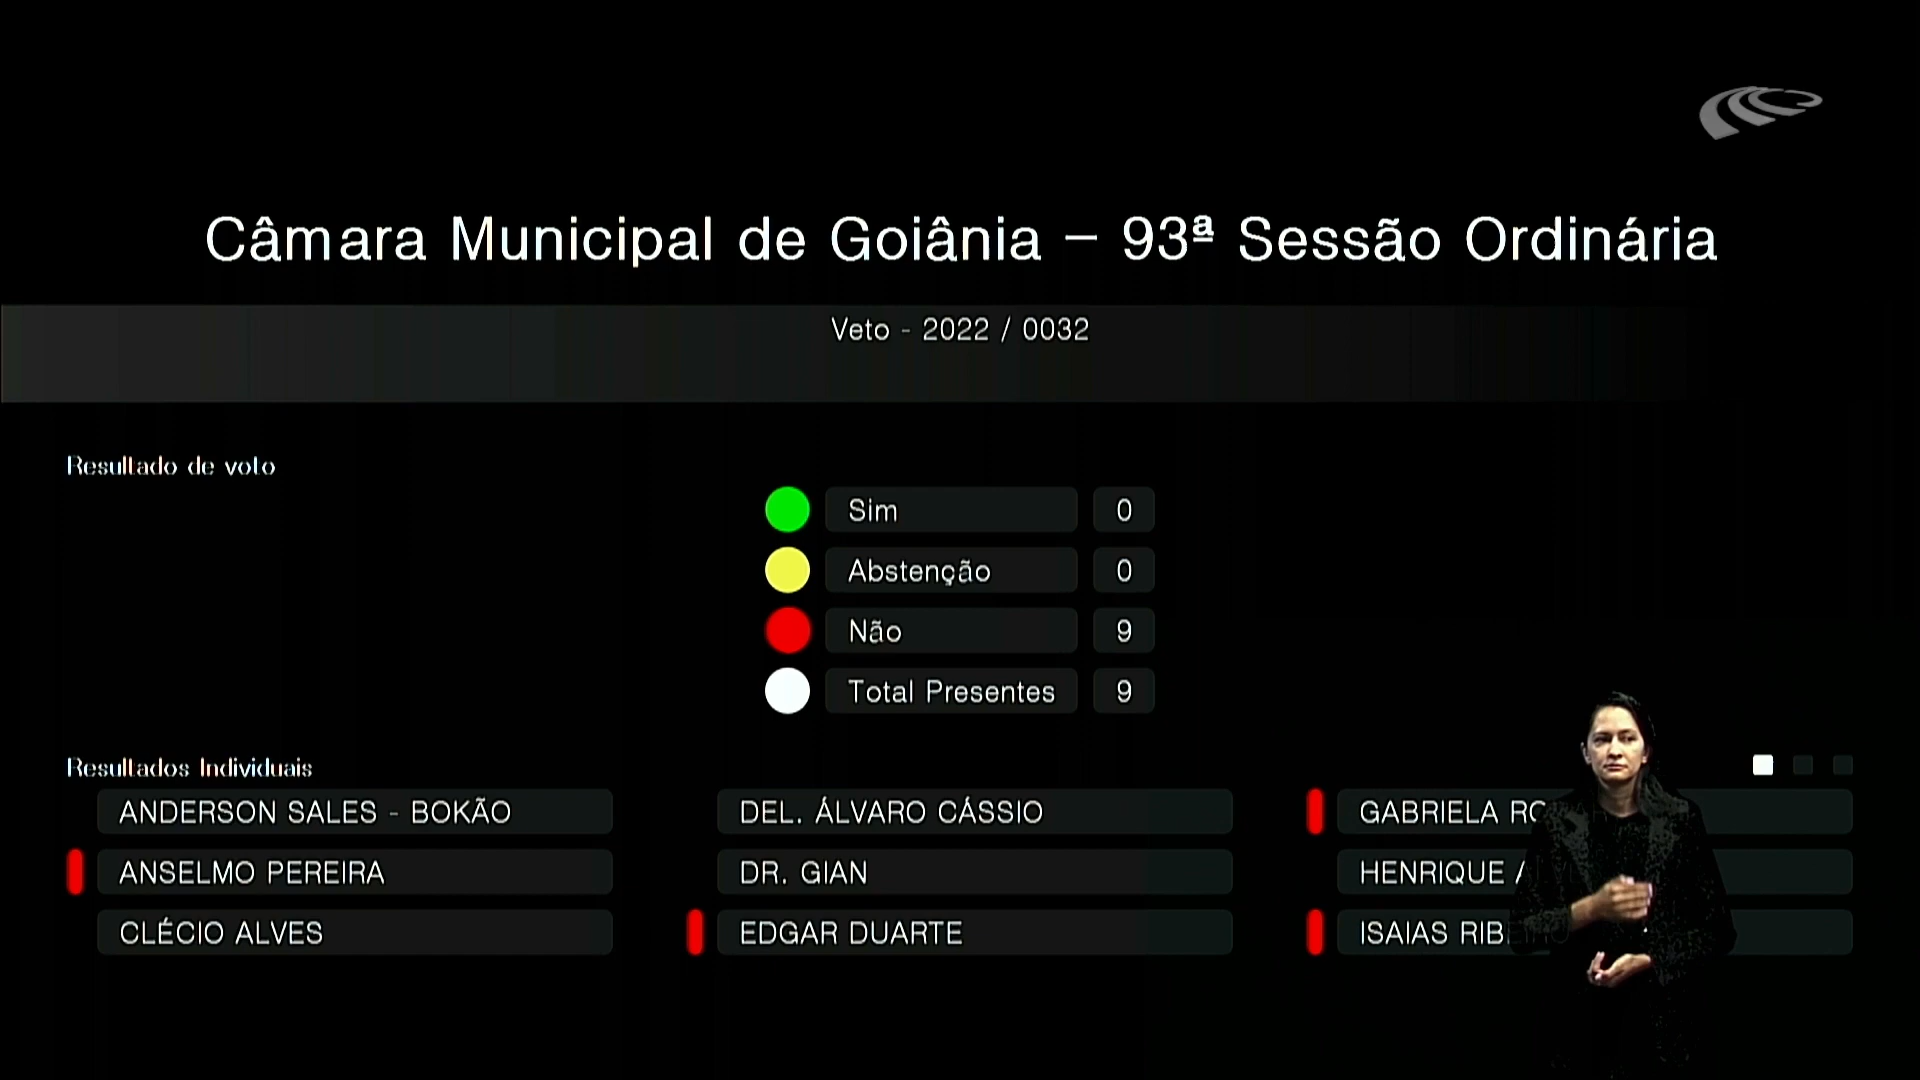 Câmara Municipal de Goiânia – 93ª Sessão Ordinária
Veto - 2022 / 0032
Resultado de voto
Sim 0
Abstenção 0
Não 9
Total Presentes 9
Resultados Individuais
ANDERSON SALES - BOKÃO
DEL. ÁLVARO CÁSSIO
GABRIELA
ANSELMO PEREIRA
DR. GIAN
HENRIQUE
CLÉCIO ALVES
EDGAR DUARTE
ISAIAS RIBEIRO